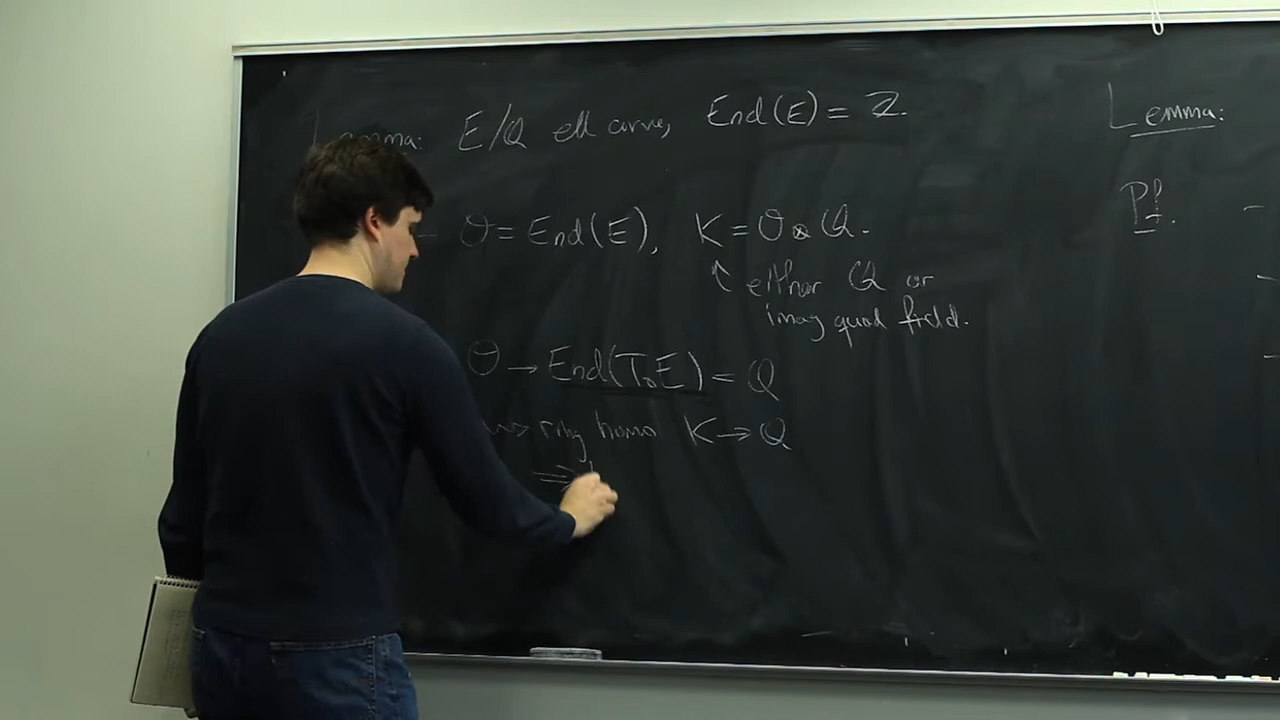 Lemma: E/Q ell curve, End(E) = Z.
- O = End(E), K = O ⊗ Q.
↑ either Q or
imag quad field.
O → End(T₀E) = Q
⇝ ring homo K → Q
⇒
Lemma:
Pf. -
-
-